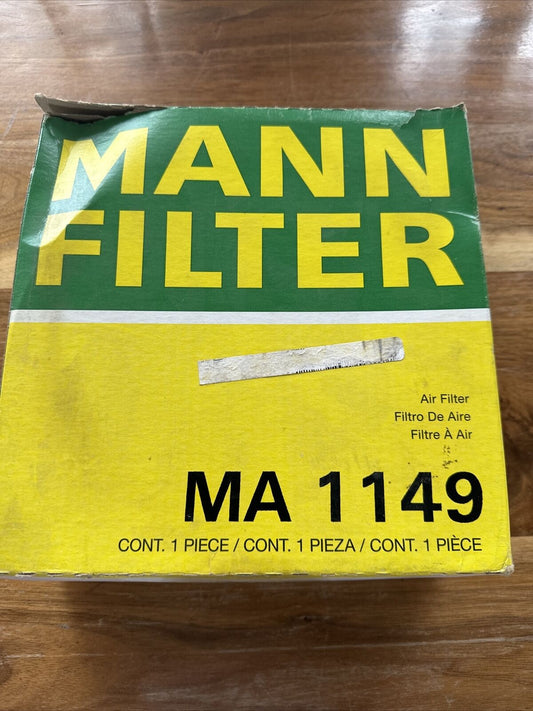 MANN
FILTER
Air Filter
Filtro De Aire
Filtre À Air
MA 1149
CONT. 1 PIECE / CONT. 1 PIEZA / CONT. 1 PIÈCE